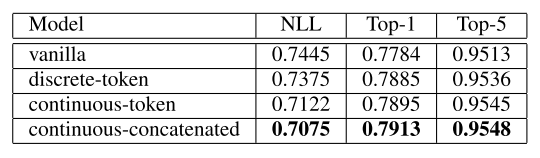 Model NLL Top-1 Top-5
vanilla 0.7445 0.7784 0.9513
discrete-token 0.7375 0.7885 0.9536
continuous-token 0.7122 0.7895 0.9545
continuous-concatenated 0.7075 0.7913 0.9548